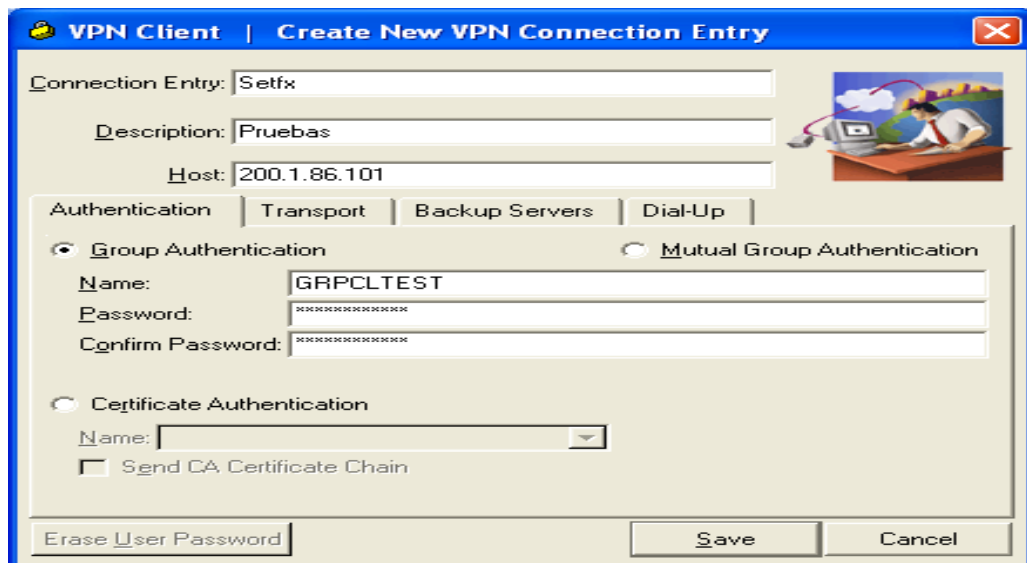 VPN Client | Create New VPN Connection Entry
Connection Entry: Setfx
Description: Pruebas
Host: 200.1.86.101
Authentication Transport Backup Servers Dial-Up
Group Authentication Mutual Group Authentication
Name: GRPCLTEST
Password: ************
Confirm Password: ************
Certificate Authentication
Name:
Send CA Certificate Chain
Erase User Password Save Cancel